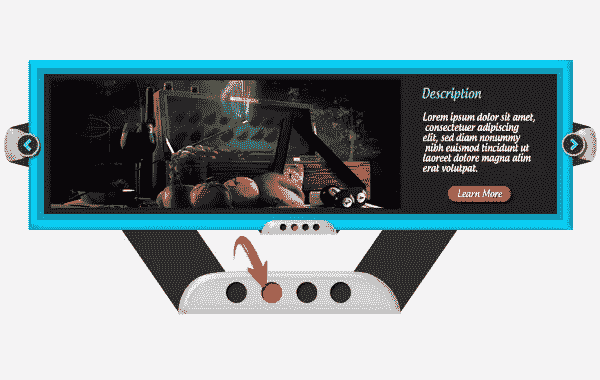 Description
Lorem ipsum dolor sit amet,
consectetuer adipiscing
elit, sed diam nonummy
nibh euismod tincidunt ut
laoreet dolore magna alim
erat volutpat.
Learn More